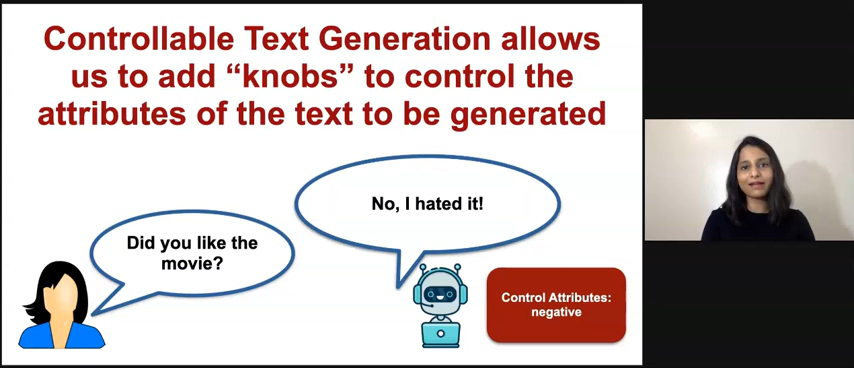 Controllable Text Generation allows
us to add “knobs” to control the
attributes of the text to be generated
No, I hated it!
Did you like the
movie?
Control Attributes:
negative